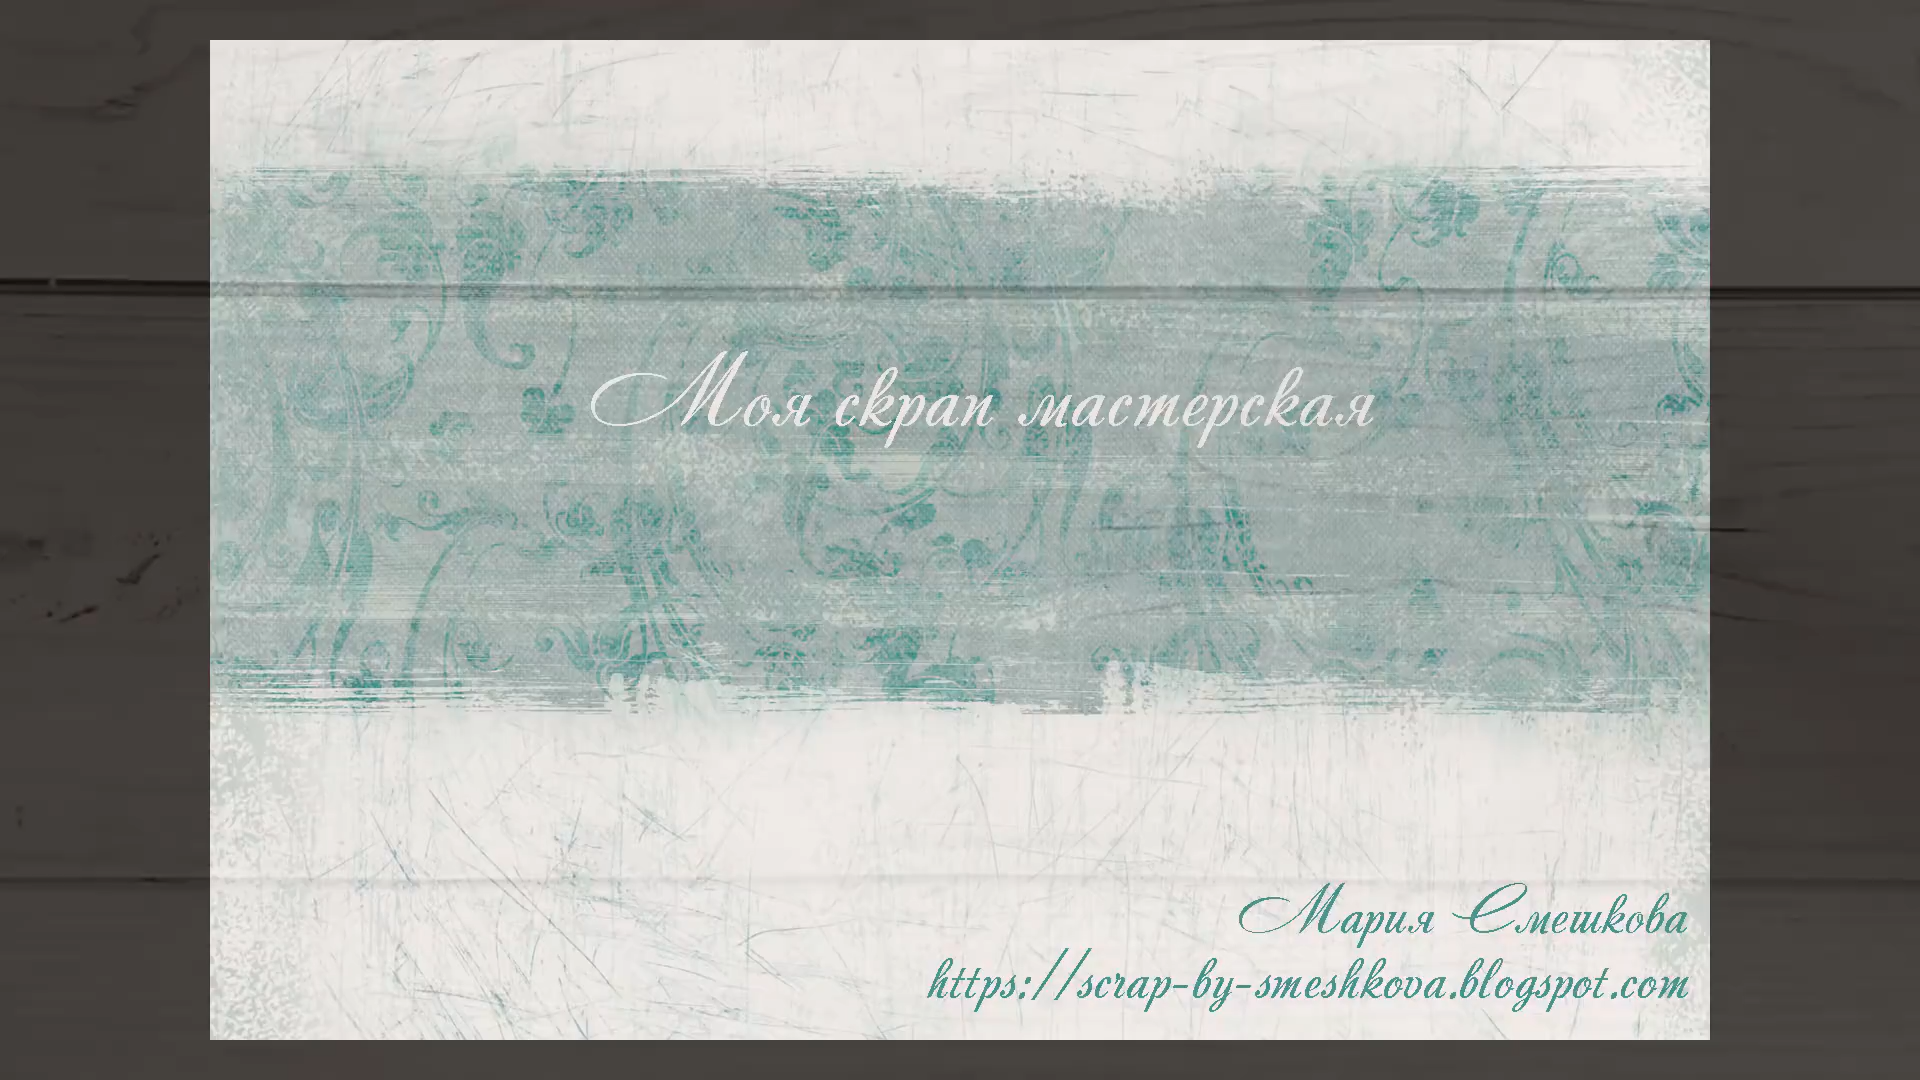 Моя скрап мастерская
Мария Смешкова
https://scrap-by-smeshkova.blogspot.com